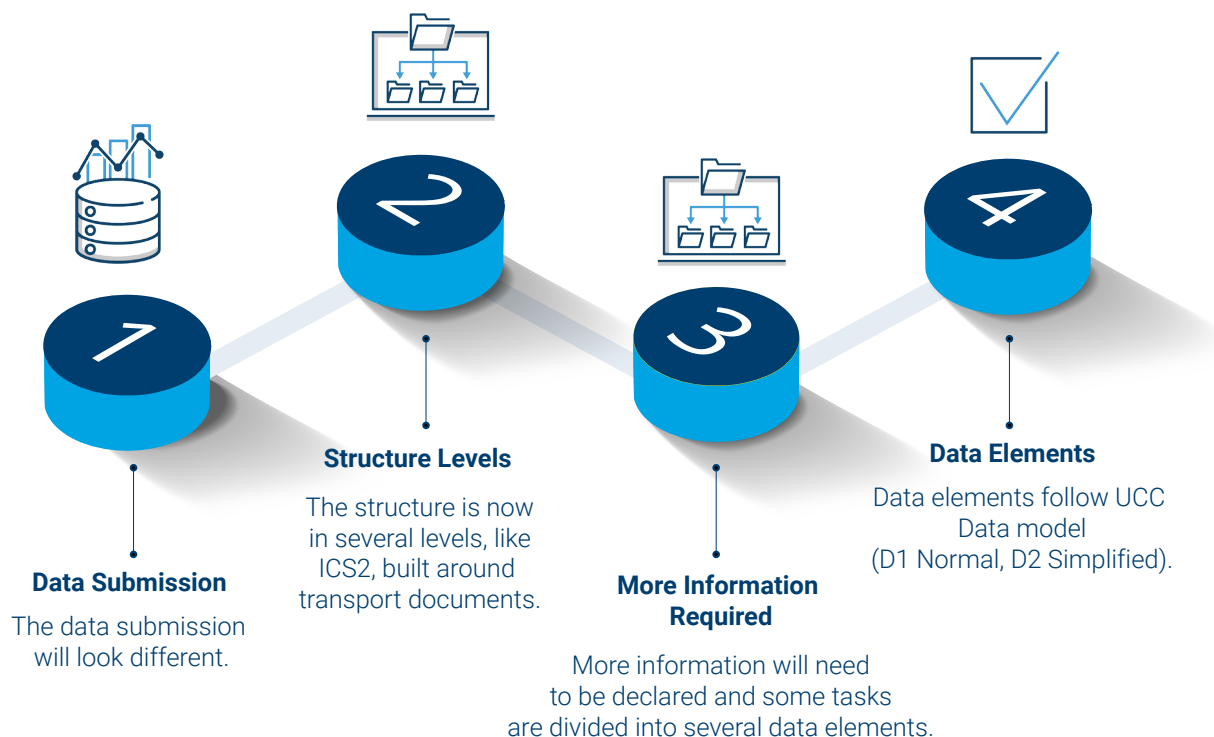 1
Data Submission
The data submission
will look different.
2
Structure Levels
The structure is now
in several levels, like
ICS2, built around
transport documents.
3
More Information
Required
More information will need
to be declared and some tasks
are divided into several data elements.
4
Data Elements
Data elements follow UCC
Data model
(D1 Normal, D2 Simplified).